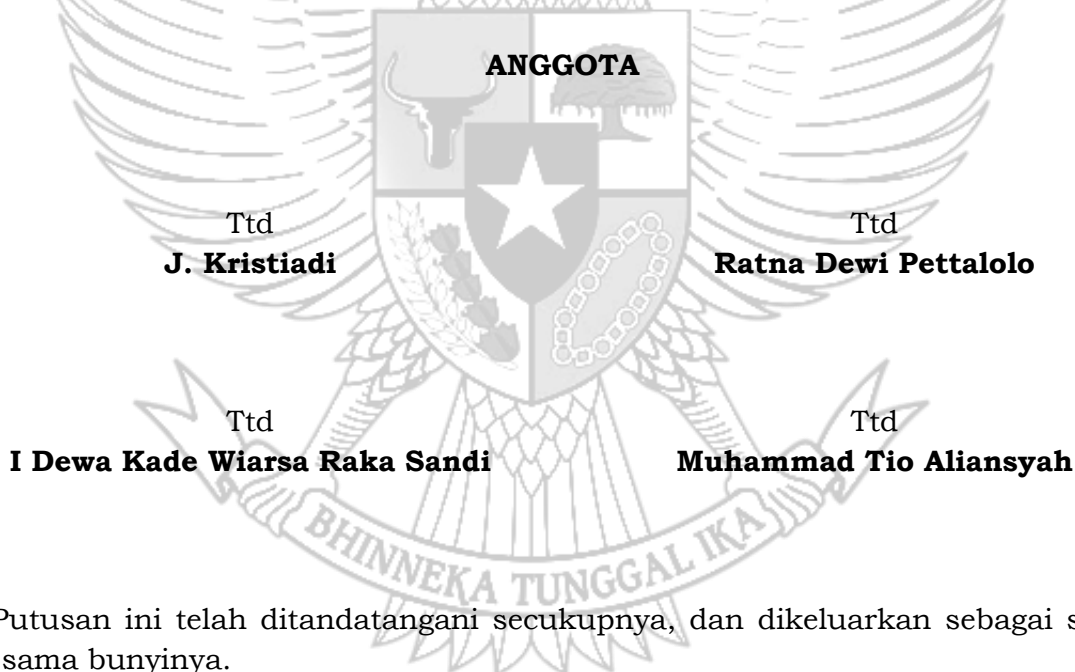 ANGGOTA
Ttd Ttd
J. Kristiadi Ratna Dewi Pettalolo
Ttd Ttd
I Dewa Kade Wiarsa Raka Sandi Muhammad Tio Aliansyah
BHINNEKA TUNGGAL IKA
Putusan ini telah ditandatangani secukupnya, dan dikeluarkan sebagai
sama bunyinya.